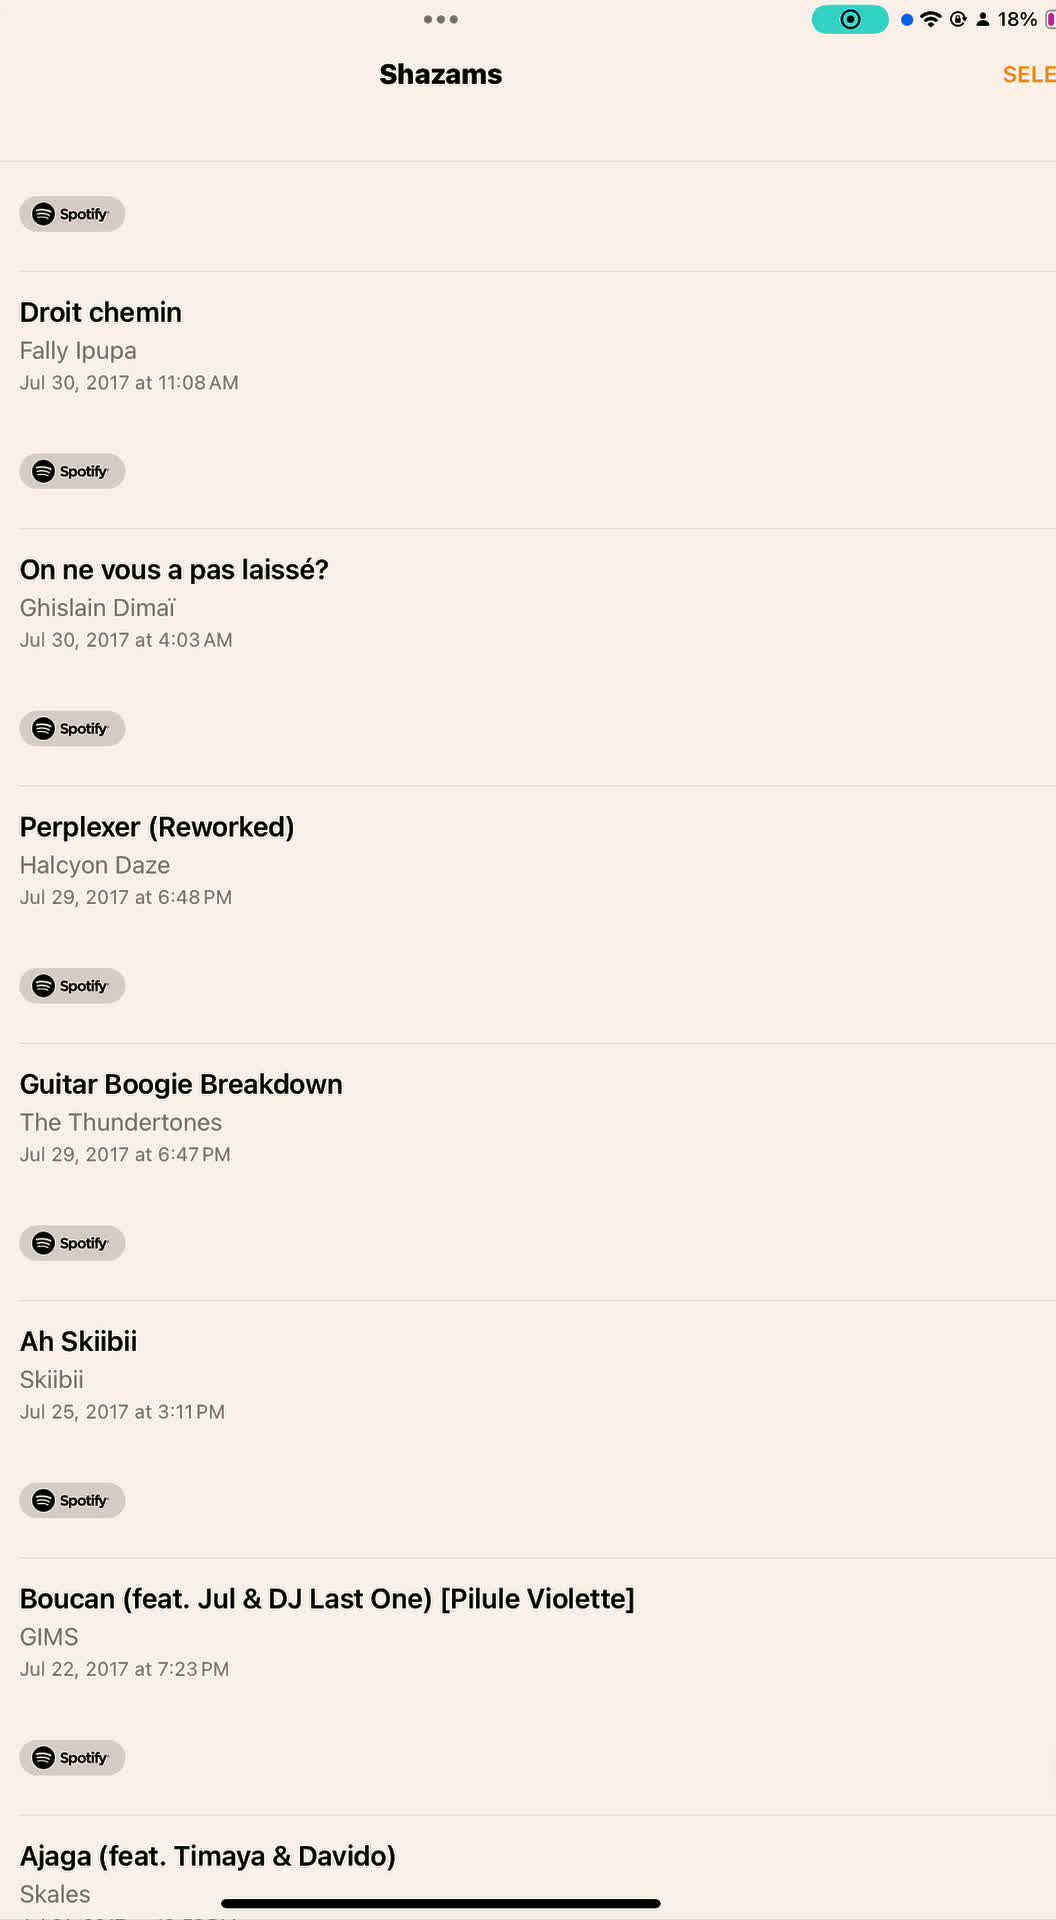 18%
Shazams
SELE
Spotify
Droit chemin
Fally Ipupa
Jul 30, 2017 at 11:08 AM
Spotify
On ne vous a pas laissé?
Ghislain Dimaï
Jul 30, 2017 at 4:03 AM
Spotify
Perplexer (Reworked)
Halcyon Daze
Jul 29, 2017 at 6:48 PM
Spotify
Guitar Boogie Breakdown
The Thundertones
Jul 29, 2017 at 6:47 PM
Spotify
Ah Skiibii
Skiibii
Jul 25, 2017 at 3:11 PM
Spotify
Boucan (feat. Jul & DJ Last One) [Pilule Violette]
GIMS
Jul 22, 2017 at 7:23 PM
Spotify
Ajaga (feat. Timaya & Davido)
Skales